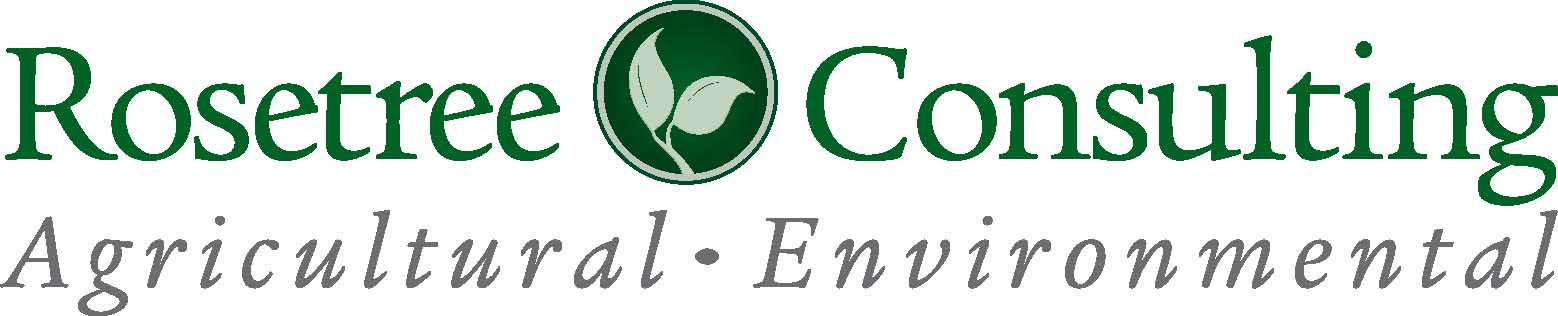 Rosetree Consulting
Agricultural • Environmental